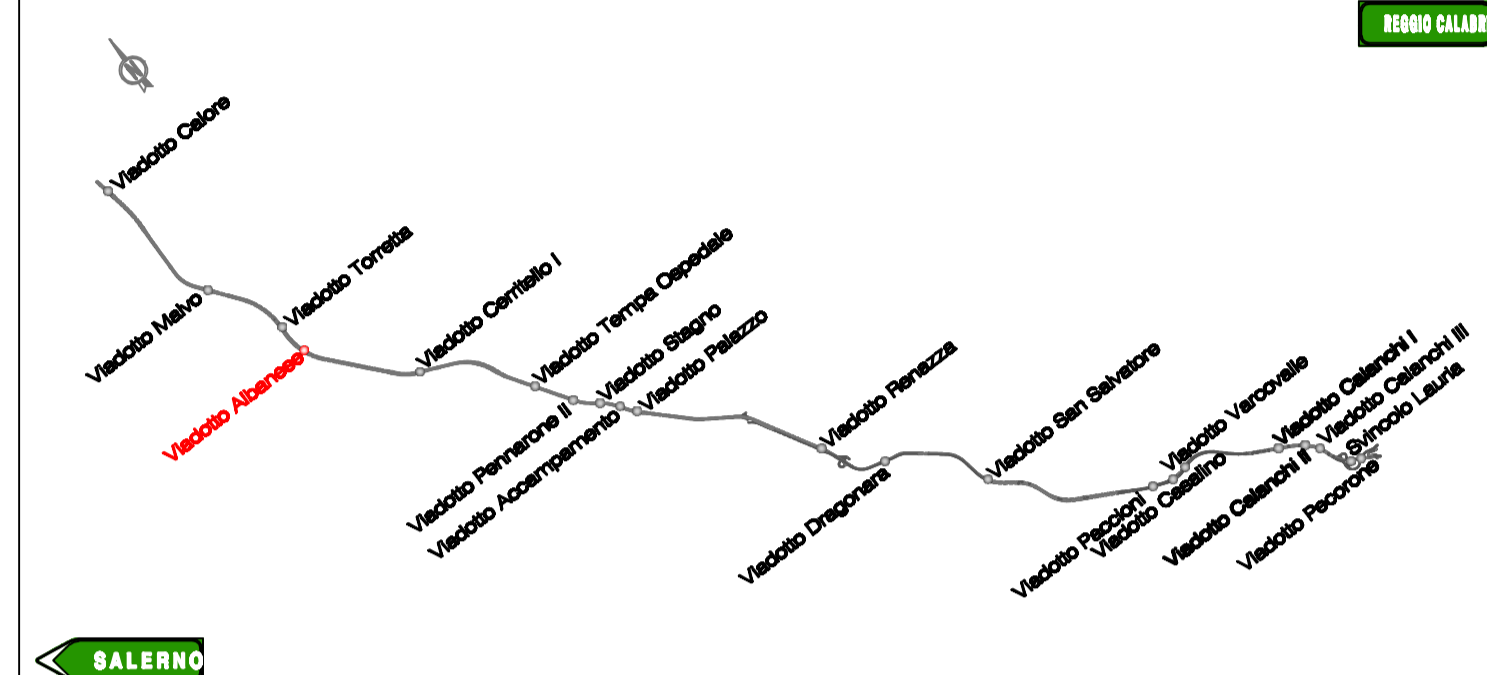 REGGIO CALABR
N
Viadotto Calore
Viadotto Torretta
Viadotto Malvo
Viadotto Albanese
Viadotto Cerritello I
Viadotto Tempa Ospedale
Viadotto Stagno
Viadotto Palazzo
Viadotto Pennarone II
Viadotto Accampamento
Viadotto Renazza
Viadotto Dragonara
Viadotto San Salvatore
Viadotto Varcovalle
Viadotto Paccioni
Viadotto Casalino
Viadotto Calanchi I
Viadotto Calanchi III
Svincolo Lauria
Viadotto Calanchi II
Viadotto Pecorone
SALERNO